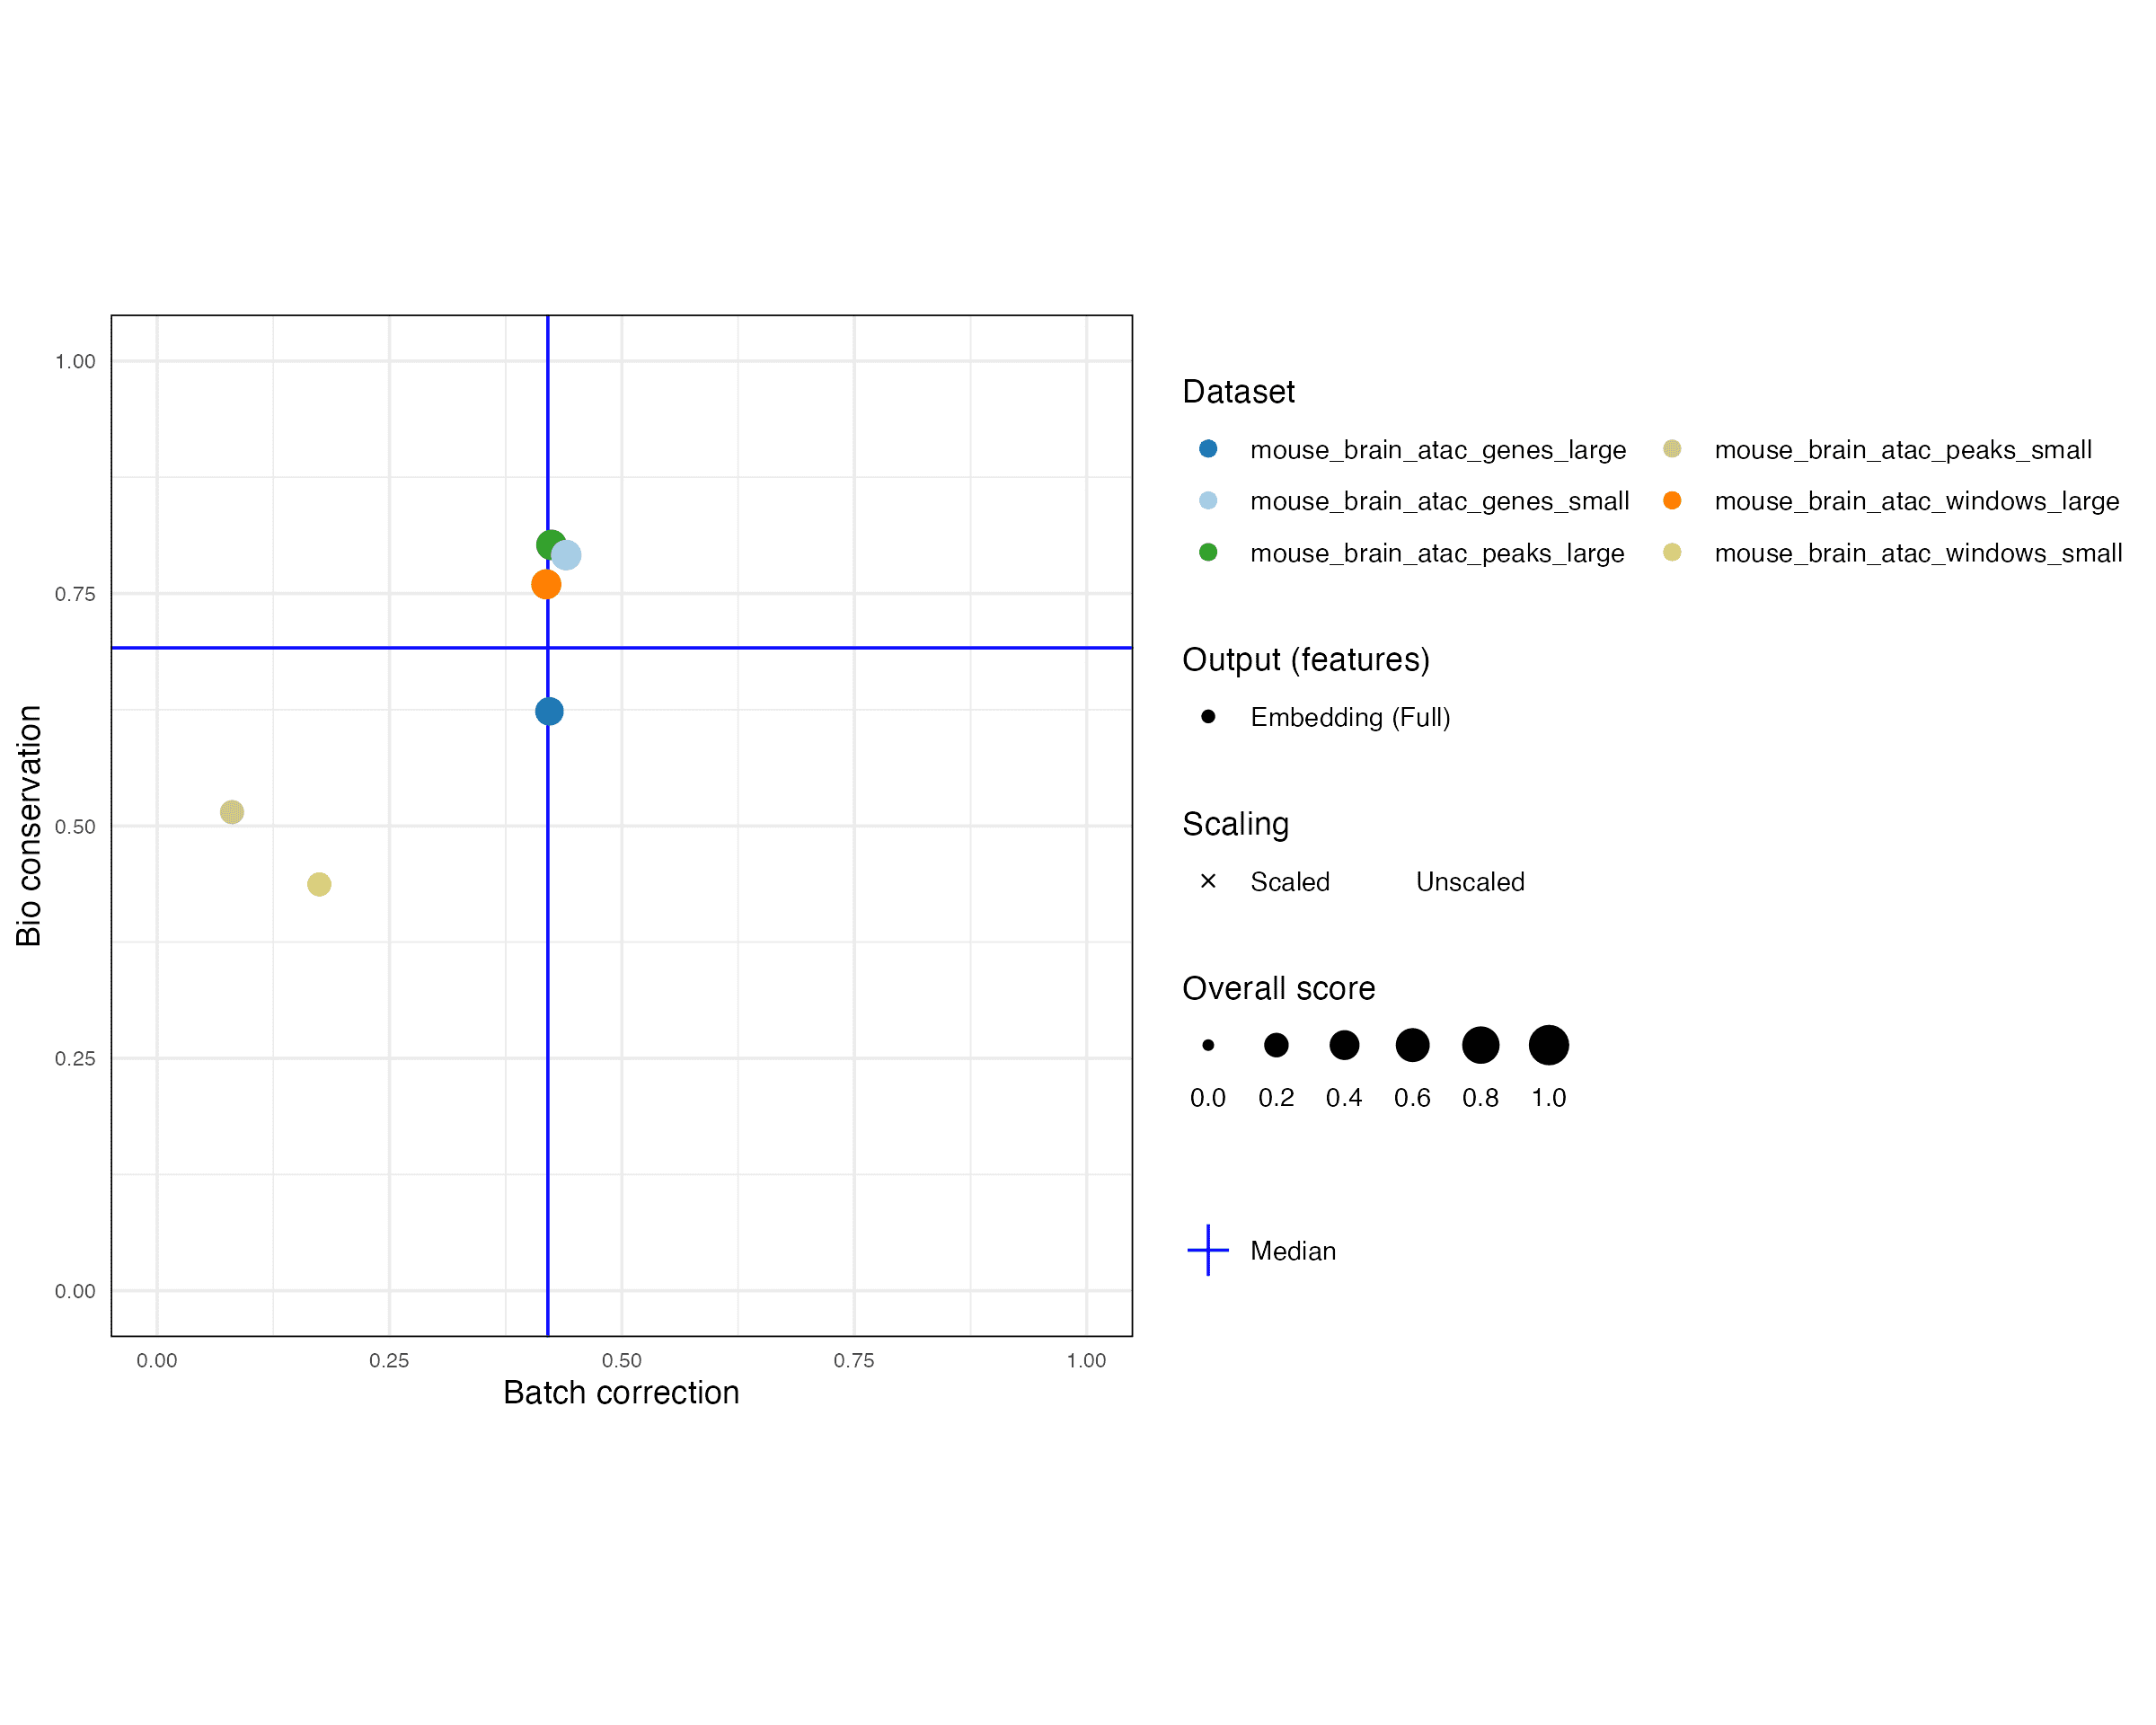 1.00
0.75
0.50
0.25
0.00
Bio conservation
0.00 0.25 0.50 0.75 1.00
Batch correction
Dataset
mouse_brain_atac_genes_large mouse_brain_atac_peaks_small
mouse_brain_atac_genes_small mouse_brain_atac_windows_large
mouse_brain_atac_peaks_large mouse_brain_atac_windows_small
Output (features)
Embedding (Full)
Scaling
Scaled Unscaled
Overall score
0.0 0.2 0.4 0.6 0.8 1.0
Median